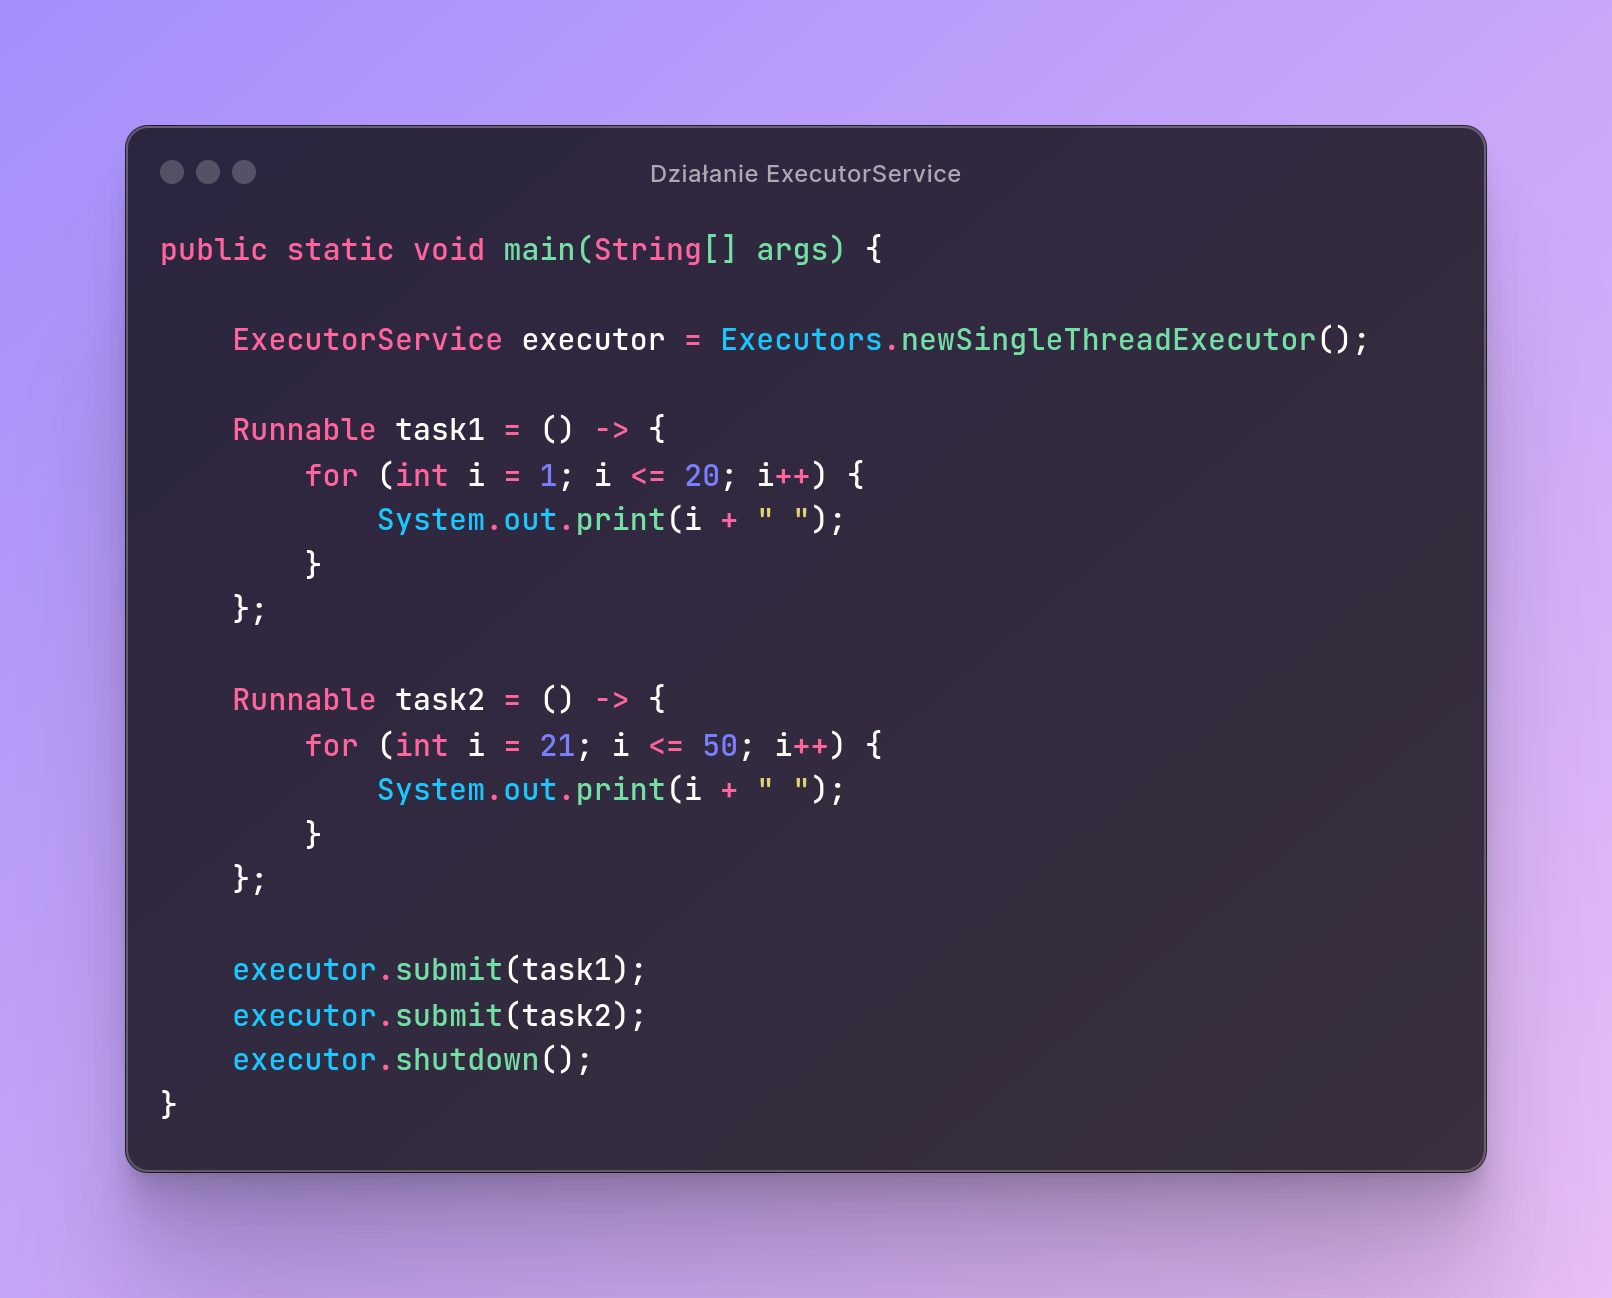 Działanie ExecutorService
public static void main(String[] args) {
    ExecutorService executor = Executors.newSingleThreadExecutor();
    Runnable task1 = () -> {
        for (int i = 1; i <= 20; i++) {
            System.out.print(i + " ");
        }
    };
    Runnable task2 = () -> {
        for (int i = 21; i <= 50; i++) {
            System.out.print(i + " ");
        }
    };
    executor.submit(task1);
    executor.submit(task2);
    executor.shutdown();
}